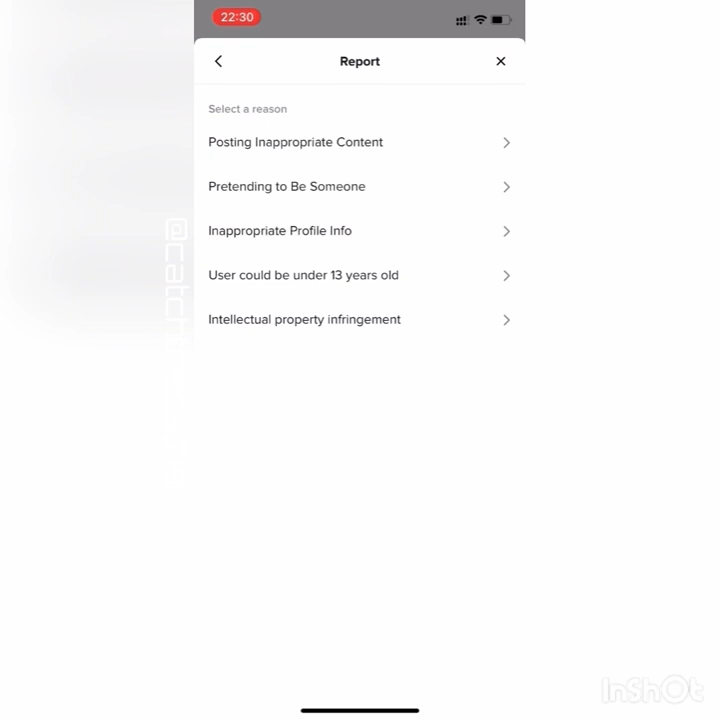 22:30
Report
Select a reason
Posting Inappropriate Content
Pretending to Be Someone
Inappropriate Profile Info
User could be under 13 years old
Intellectual property infringement
InShOt